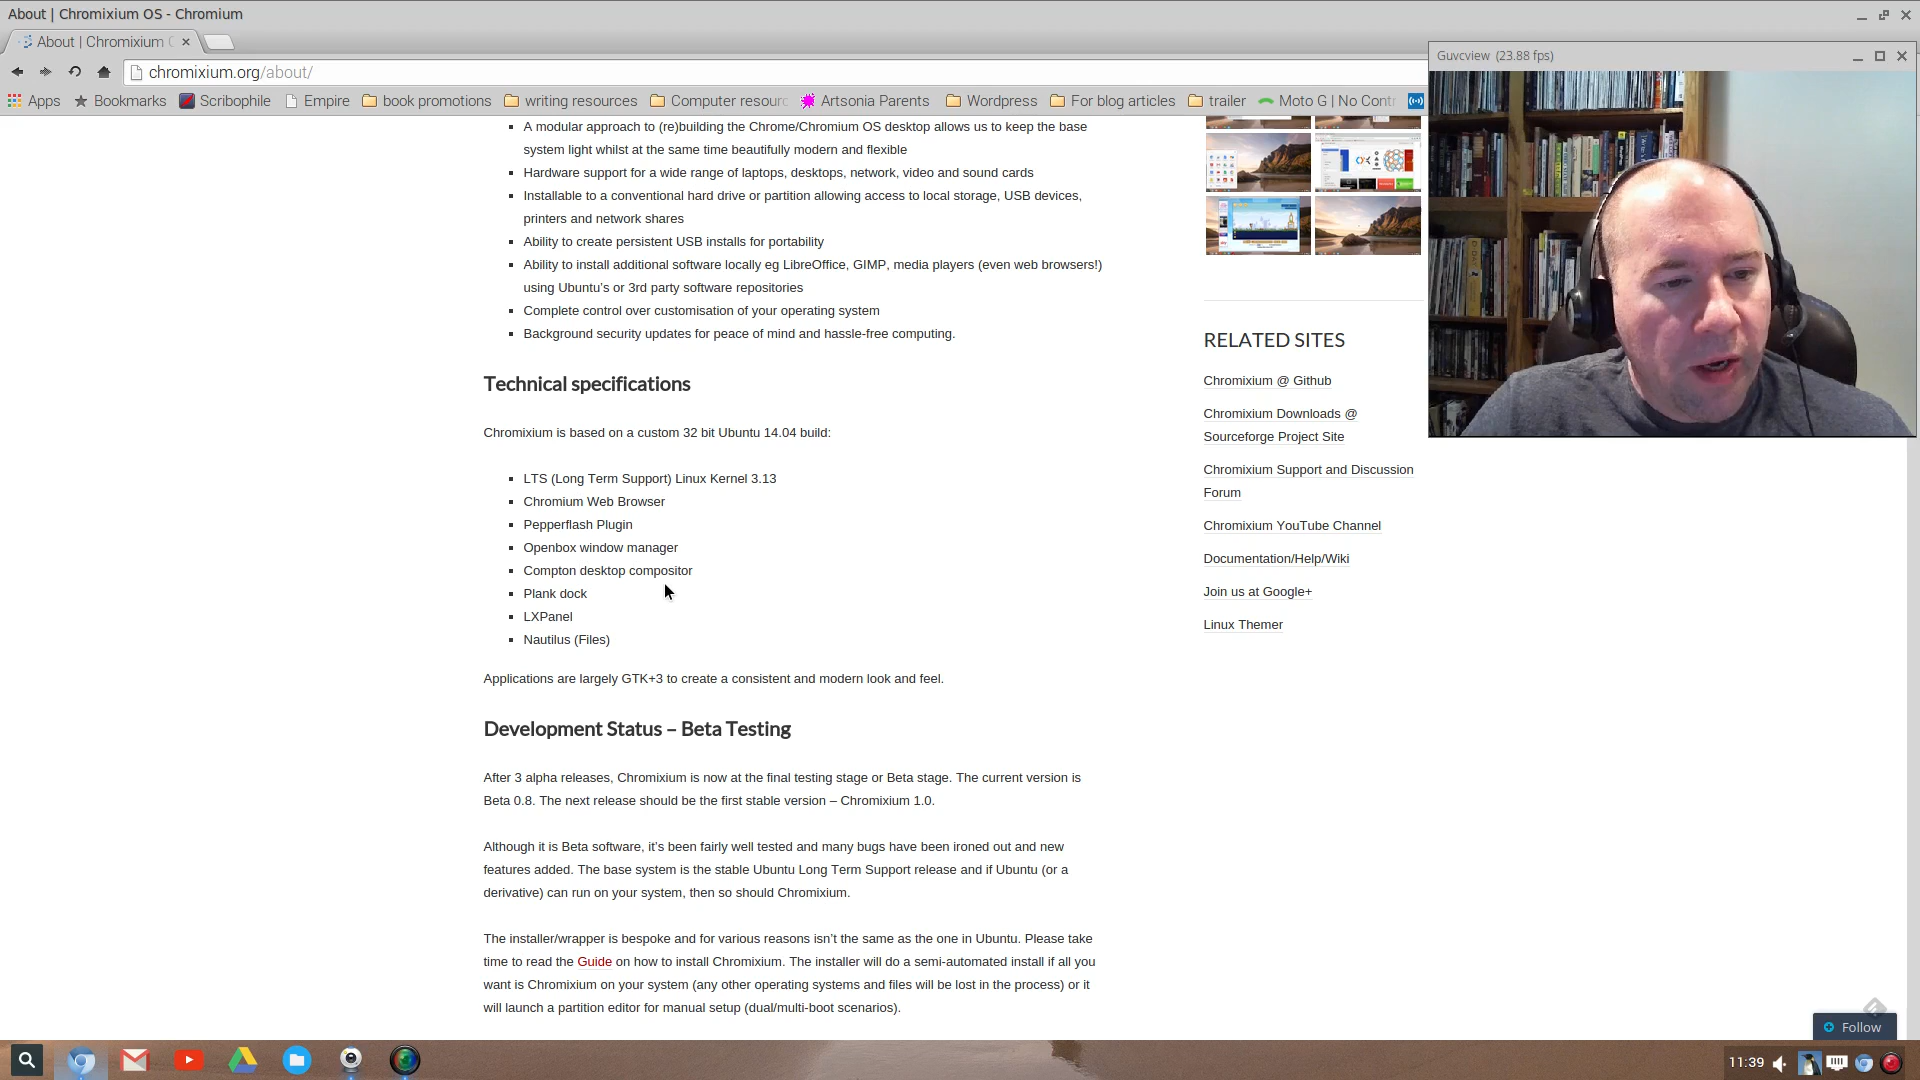 About | Chromixium OS - Chromium
About | Chromixium
chromixium.org/about/
Guvcview (23.88 fps)
Apps Bookmarks Scribophile Empire book promotions writing resources Computer resourc Artsonia Parents Wordpress For blog articles trailer Moto G | No Contr
A modular approach to (re)building the Chrome/Chromium OS desktop allows us to keep the base
system light whilst at the same time beautifully modern and flexible
Hardware support for a wide range of laptops, desktops, network, video and sound cards
Installable to a conventional hard drive or partition allowing access to local storage, USB devices,
printers and network shares
Ability to create persistent USB installs for portability
Ability to install additional software locally eg LibreOffice, GIMP, media players (even web browsers!)
using Ubuntu's or 3rd party software repositories
Complete control over customisation of your operating system
Background security updates for peace of mind and hassle-free computing.
Technical specifications
Chromixium is based on a custom 32 bit Ubuntu 14.04 build:
LTS (Long Term Support) Linux Kernel 3.13
Chromium Web Browser
Pepperflash Plugin
Openbox window manager
Compton desktop compositor
Plank dock
LXPanel
Nautilus (Files)
Applications are largely GTK+3 to create a consistent and modern look and feel.
Development Status – Beta Testing
After 3 alpha releases, Chromixium is now at the final testing stage or Beta stage. The current version is
Beta 0.8. The next release should be the first stable version – Chromixium 1.0.
Although it is Beta software, it's been fairly well tested and many bugs have been ironed out and new
features added. The base system is the stable Ubuntu Long Term Support release and if Ubuntu (or a
derivative) can run on your system, then so should Chromixium.
The installer/wrapper is bespoke and for various reasons isn't the same as the one in Ubuntu. Please take
time to read the Guide on how to install Chromixium. The installer will do a semi-automated install if all you
want is Chromixium on your system (any other operating systems and files will be lost in the process) or it
will launch a partition editor for manual setup (dual/multi-boot scenarios).
RELATED SITES
Chromixium @ Github
Chromixium Downloads @
Sourceforge Project Site
Chromixium Support and Discussion
Forum
Chromixium YouTube Channel
Documentation/Help/Wiki
Join us at Google+
Linux Themer
Follow
11:39